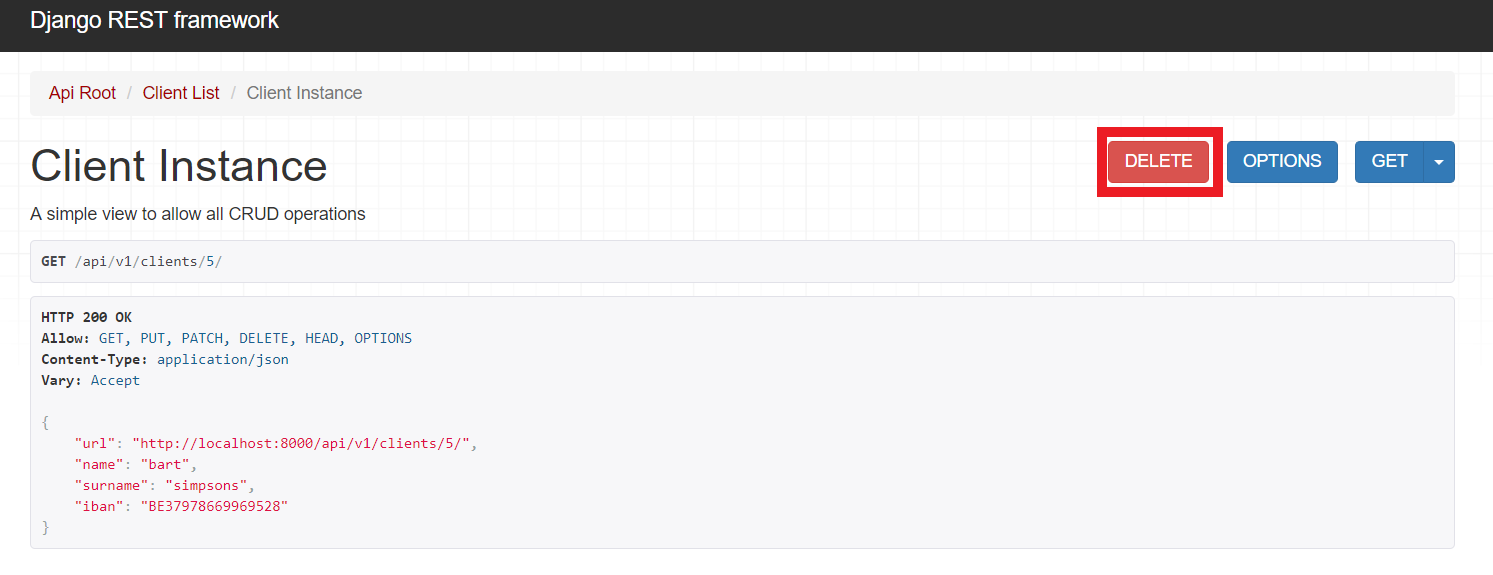 Django REST framework
Api Root / Client List / Client Instance
Client Instance
DELETE OPTIONS GET
A simple view to allow all CRUD operations
GET /api/v1/clients/5/
HTTP 200 OK
Allow: GET, PUT, PATCH, DELETE, HEAD, OPTIONS
Content-Type: application/json
Vary: Accept
{
    "url": "http://localhost:8000/api/v1/clients/5/",
    "name": "bart",
    "surname": "simpsons",
    "iban": "BE37978669969528"
}